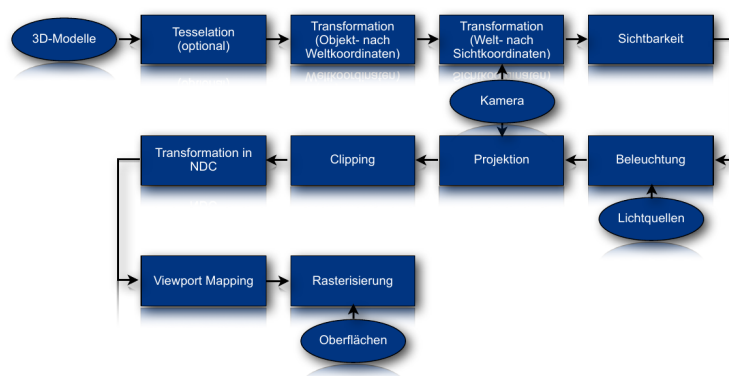 3D-Modelle
Tesselation
(optional)
Transformation
(Objekt- nach
Weltkoordinaten)
Transformation
(Welt- nach
Sichtkoordinaten)
Sichtbarkeit
Kamera
Transformation in
NDC
Clipping
Projektion
Beleuchtung
Lichtquellen
Viewport Mapping
Rasterisierung
Oberflächen